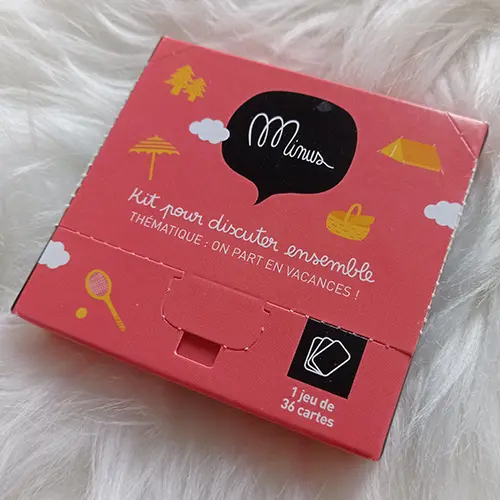 Minus
Kit pour discuter ensemble
THÉMATIQUE : ON PART EN VACANCES !
1 jeu de
36 cartes